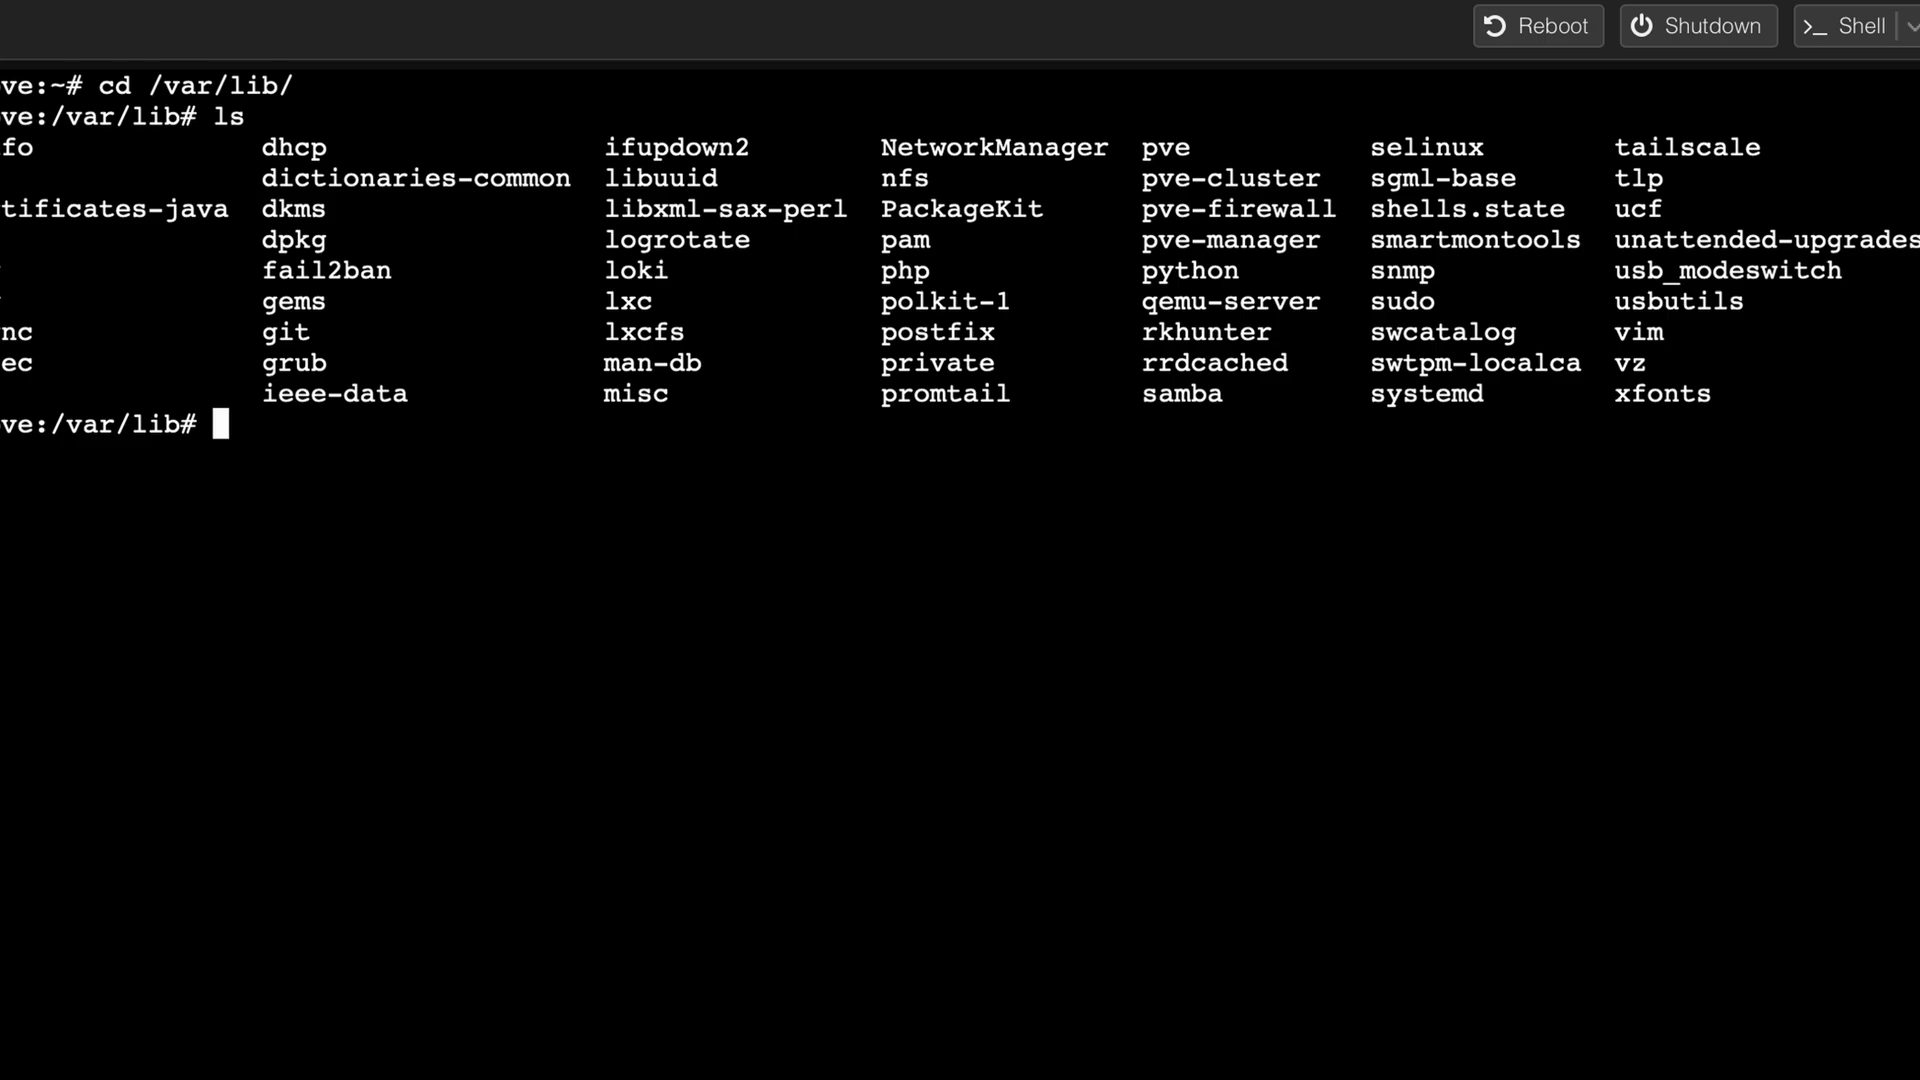 Reboot Shutdown >_ Shell
ve:~# cd /var/lib/
ve:/var/lib# ls
fo dhcp ifupdown2 NetworkManager pve selinux tailscale
dictionaries-common libuuid nfs pve-cluster sgml-base tlp
tificates-java dkms libxml-sax-perl PackageKit pve-firewall shells.state ucf
dpkg logrotate pam pve-manager smartmontools unattended-upgrades
fail2ban loki php python snmp usb_modeswitch
gems lxc polkit-1 qemu-server sudo usbutils
nc git lxcfs postfix rkhunter swcatalog vim
ec grub man-db private rrdcached swtpm-localca vz
ieee-data misc promtail samba systemd xfonts
ve:/var/lib#